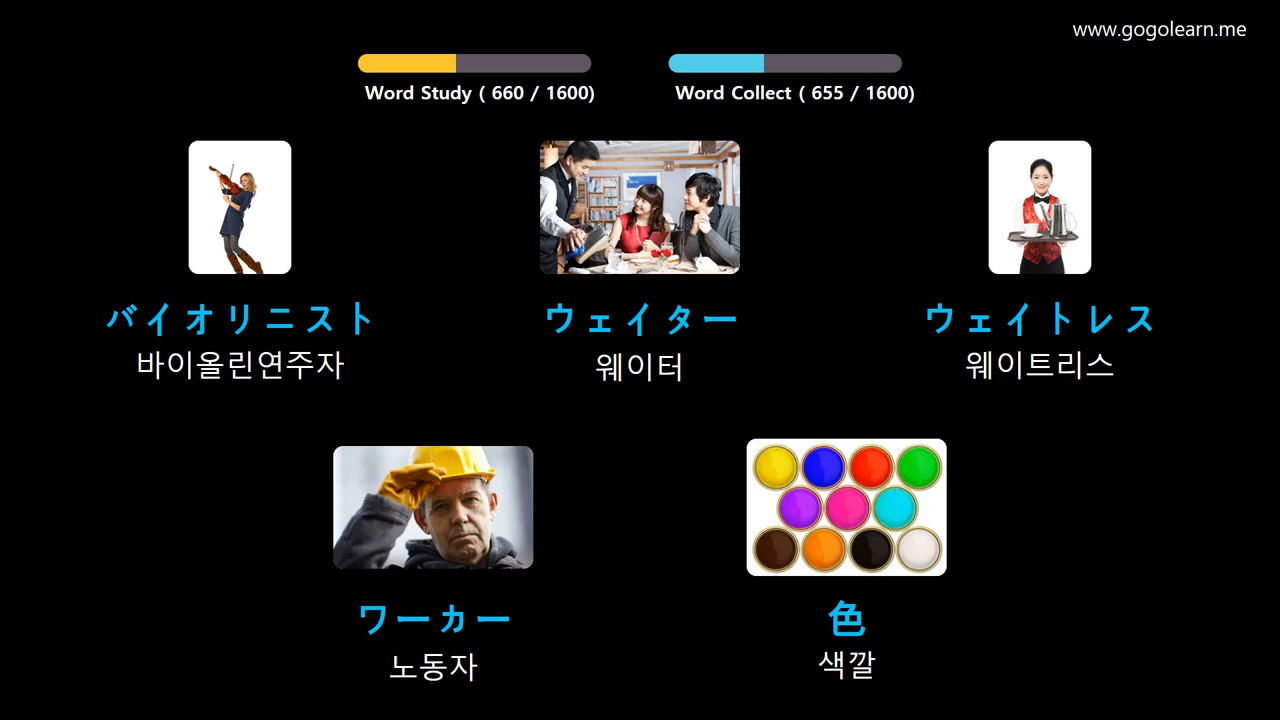 www.gogolearn.me
Word Study ( 660 / 1600)
Word Collect ( 655 / 1600)
バイオリニスト
바이올린연주자
ウェイター
웨이터
ウェイトレス
웨이트리스
ワーカー
노동자
色
색깔